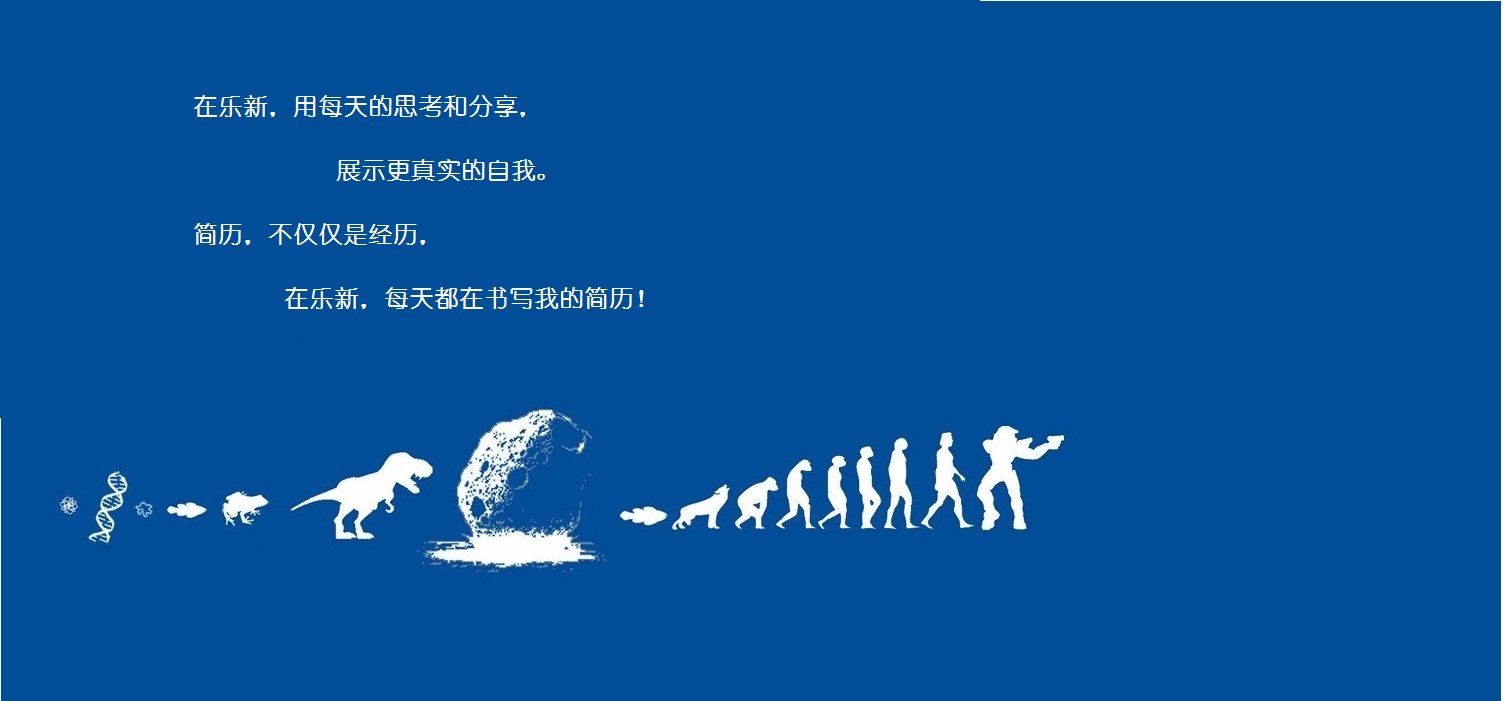 在乐新，用每天的思考和分享，
展示更真实的自我。
简历，不仅仅是经历，
在乐新，每天都在书写我的简历！